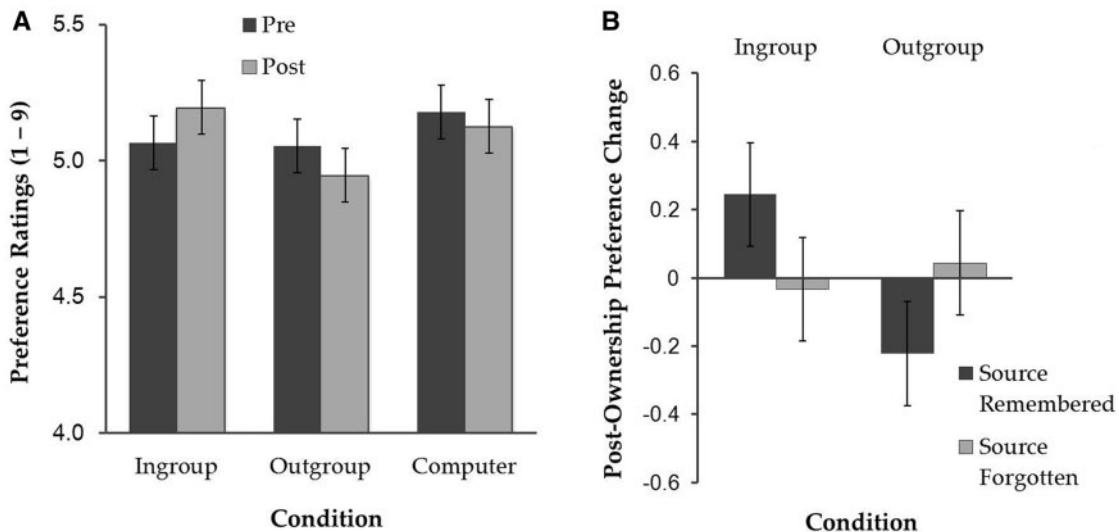 A
Preference Ratings (1 – 9)
5.5
5.0
4.5
4.0
Pre
Post
Ingroup Outgroup Computer
Condition
B
Ingroup Outgroup
Post-Ownership Preference Change
0.6
0.4
0.2
0
-0.2
-0.4
-0.6
Source
Remembered
Source
Forgotten
Condition